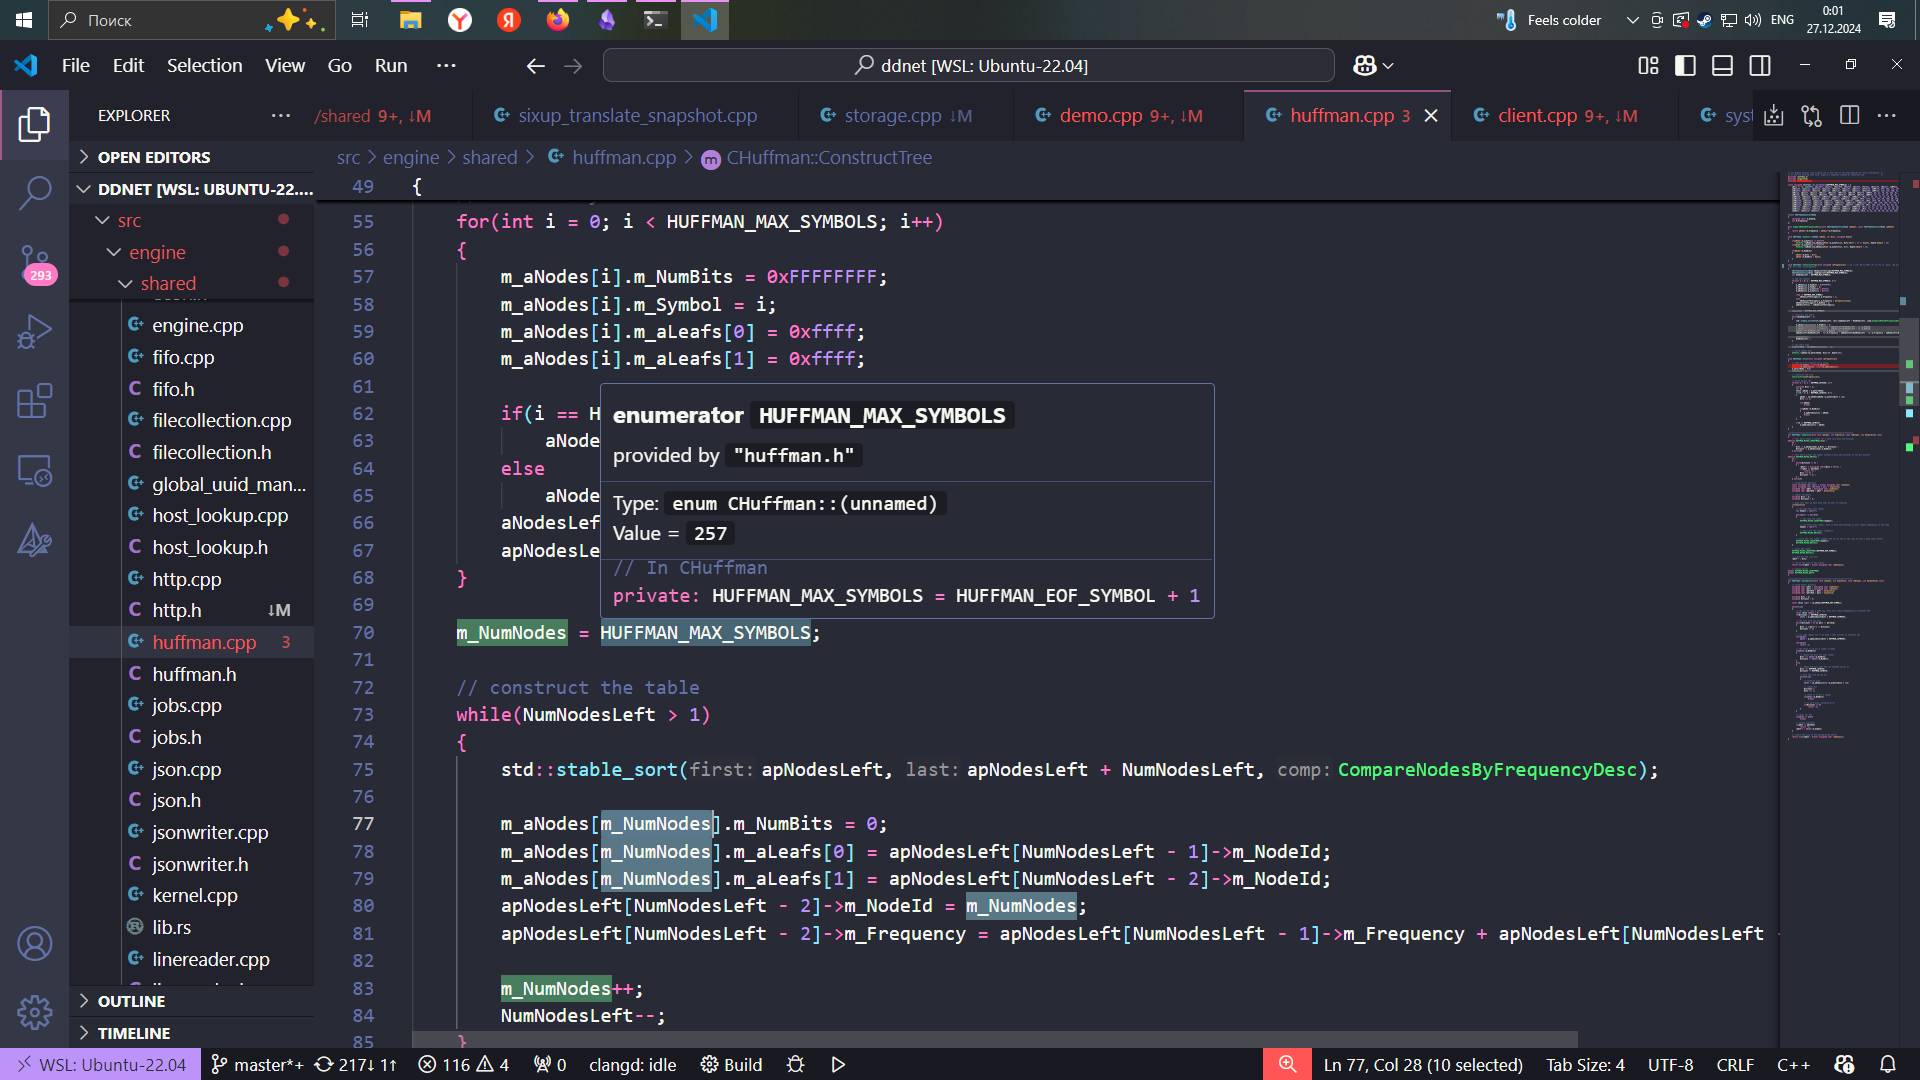 Поиск
Feels colder
ENG
0:01
27.12.2024
File Edit Selection View Go Run ···
ddnet [WSL: Ubuntu-22.04]
EXPLORER
/shared 9+, ↓M
sixup_translate_snapshot.cpp
storage.cpp ↓M
demo.cpp 9+, ↓M
huffman.cpp 3
client.cpp 9+, ↓M
syst
OPEN EDITORS
DDNET [WSL: UBUNTU-22....
src
engine
shared
engine.cpp
fifo.cpp
fifo.h
filecollection.cpp
filecollection.h
global_uuid_man...
host_lookup.cpp
host_lookup.h
http.cpp
http.h ↓M
huffman.cpp 3
huffman.h
jobs.cpp
jobs.h
json.cpp
json.h
jsonwriter.cpp
jsonwriter.h
kernel.cpp
lib.rs
linereader.cpp
OUTLINE
TIMELINE
293
src > engine > shared > huffman.cpp > CHuffman::ConstructTree
49 {
55 for(int i = 0; i < HUFFMAN_MAX_SYMBOLS; i++)
56 {
57 m_aNodes[i].m_NumBits = 0xFFFFFFFF;
58 m_aNodes[i].m_Symbol = i;
59 m_aNodes[i].m_aLeafs[0] = 0xffff;
60 m_aNodes[i].m_aLeafs[1] = 0xffff;
61
62 if(i == H
63 aNode
64 else
65 aNode
66 aNodesLef
67 apNodesLe
68 }
69
70 m_NumNodes = HUFFMAN_MAX_SYMBOLS;
71
72 // construct the table
73 while(NumNodesLeft > 1)
74 {
75 std::stable_sort(first: apNodesLeft, last: apNodesLeft + NumNodesLeft, comp: CompareNodesByFrequencyDesc);
76
77 m_aNodes[m_NumNodes].m_NumBits = 0;
78 m_aNodes[m_NumNodes].m_aLeafs[0] = apNodesLeft[NumNodesLeft - 1]->m_NodeId;
79 m_aNodes[m_NumNodes].m_aLeafs[1] = apNodesLeft[NumNodesLeft - 2]->m_NodeId;
80 apNodesLeft[NumNodesLeft - 2]->m_NodeId = m_NumNodes;
81 apNodesLeft[NumNodesLeft - 2]->m_Frequency = apNodesLeft[NumNodesLeft - 1]->m_Frequency + apNodesLeft[NumNodesLeft
82
83 m_NumNodes++;
84 NumNodesLeft--;
85 }
enumerator HUFFMAN_MAX_SYMBOLS
provided by "huffman.h"
Type: enum CHuffman::(unnamed)
Value = 257
// In CHuffman
private: HUFFMAN_MAX_SYMBOLS = HUFFMAN_EOF_SYMBOL + 1
WSL: Ubuntu-22.04 master*+ 217↓ 1↑ 116 4 0 clangd: idle Build
Ln 77, Col 28 (10 selected) Tab Size: 4 UTF-8 CRLF C++